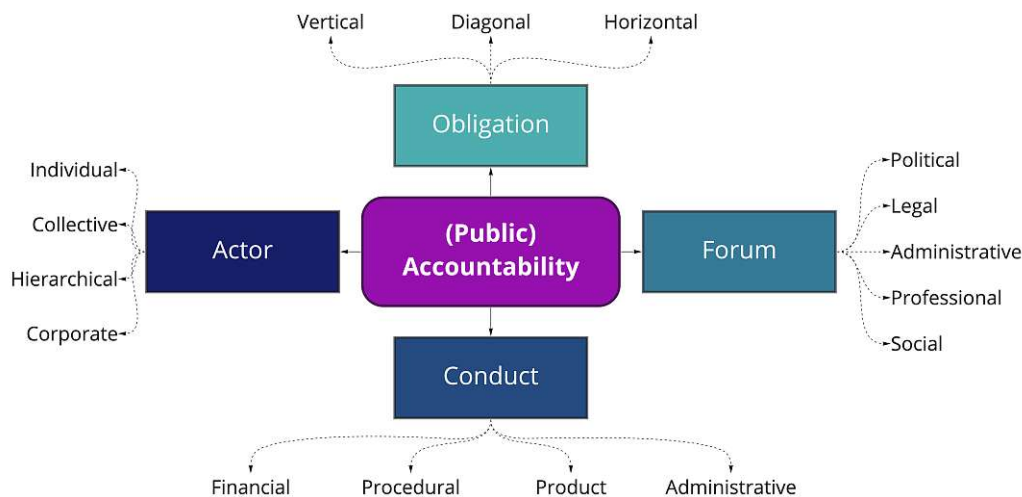 Vertical
Diagonal
Horizontal
Obligation
Individual
Collective
Hierarchical
Corporate
Actor
(Public)
Accountability
Forum
Political
Legal
Administrative
Professional
Social
Conduct
Financial
Procedural
Product
Administrative